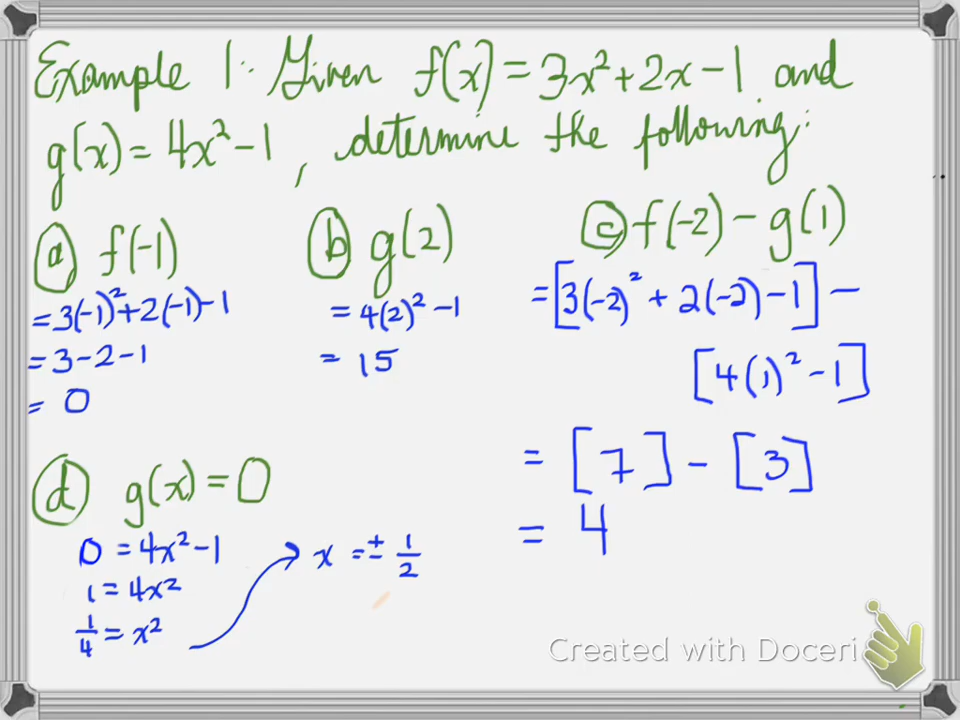 Example 1: Given f(x) = 3x² + 2x - 1 and
g(x) = 4x² - 1, determine the following:
(a) f(-1)
= 3(-1)² + 2(-1) - 1
= 3 - 2 - 1
= 0
(b) g(2)
= 4(2)² - 1
= 15
(c) f(-2) - g(1)
= [3(-2)² + 2(-2) - 1] -
[4(1)² - 1]
= [7] - [3]
= 4
(d) g(x) = 0
0 = 4x² - 1
1 = 4x²
1/4 = x²
x = ± 1/2
Created with Doceri